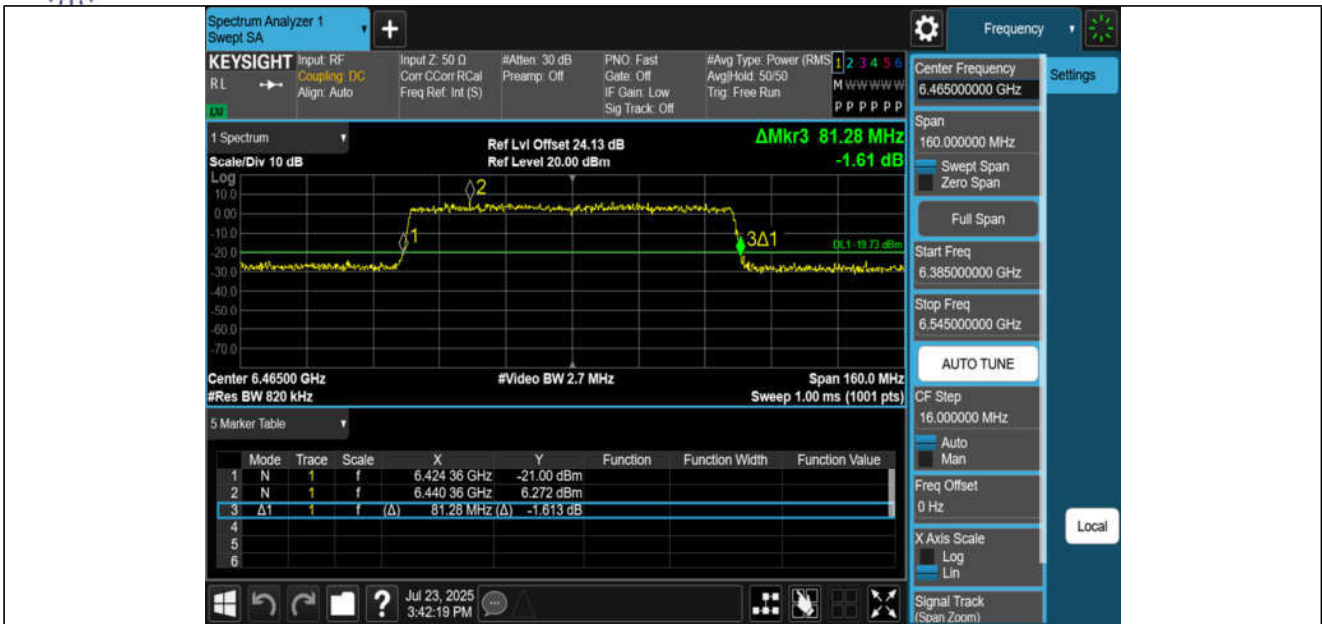 Spectrum Analyzer 1
Swept SA
+
Frequency
KEYSIGHT
RL
LV
Input: RF
Coupling: DC
Align: Auto
Input Z: 50 Ω
Corr CCorr RCal
Freq Ref: Int (S)
#Atten: 30 dB
Preamp: Off
PNO: Fast
Gate: Off
IF Gain: Low
Sig Track: Off
#Avg Type: Power (RMS
Avg|Hold: 50/50
Trig: Free Run
1 2 3 4 5 6
M W W W W W
P P P P P P
1 Spectrum
Scale/Div 10 dB
Ref Lvl Offset 24.13 dB
Ref Level 20.00 dBm
ΔMkr3 81.28 MHz
-1.61 dB
Log
10.0
0.00
-10.0
-20.0
-30.0
-40.0
-50.0
-60.0
-70.0
2
1
3Δ1
DL1 -19.73 dBm
Center 6.46500 GHz
#Video BW 2.7 MHz
Span 160.0 MHz
#Res BW 820 kHz
Sweep 1.00 ms (1001 pts)
5 Marker Table
Mode Trace Scale X Y Function Function Width Function Value
1 N 1 f 6.424 36 GHz -21.00 dBm
2 N 1 f 6.440 36 GHz 6.272 dBm
3 Δ1 1 f (Δ) 81.28 MHz (Δ) -1.613 dB
4
5
6
?
Jul 23, 2025
3:42:19 PM
Center Frequency
6.465000000 GHz
Settings
Span
160.000000 MHz
Swept Span
Zero Span
Full Span
Start Freq
6.385000000 GHz
Stop Freq
6.545000000 GHz
AUTO TUNE
CF Step
16.000000 MHz
Auto
Man
Freq Offset
0 Hz
Local
X Axis Scale
Log
Lin
Signal Track
(Span Zoom)